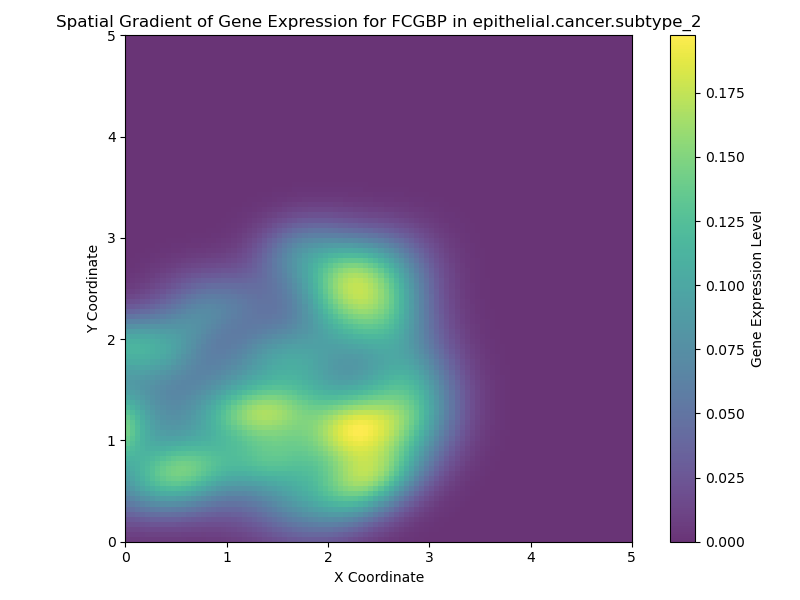 Spatial Gradient of Gene Expression for FCGBP in epithelial.cancer.subtype_2
5
4
3
2
1
0
0 1 2 3 4 5
X Coordinate
Y Coordinate
0.175
0.150
0.125
0.100
0.075
0.050
0.025
0.000
Gene Expression Level